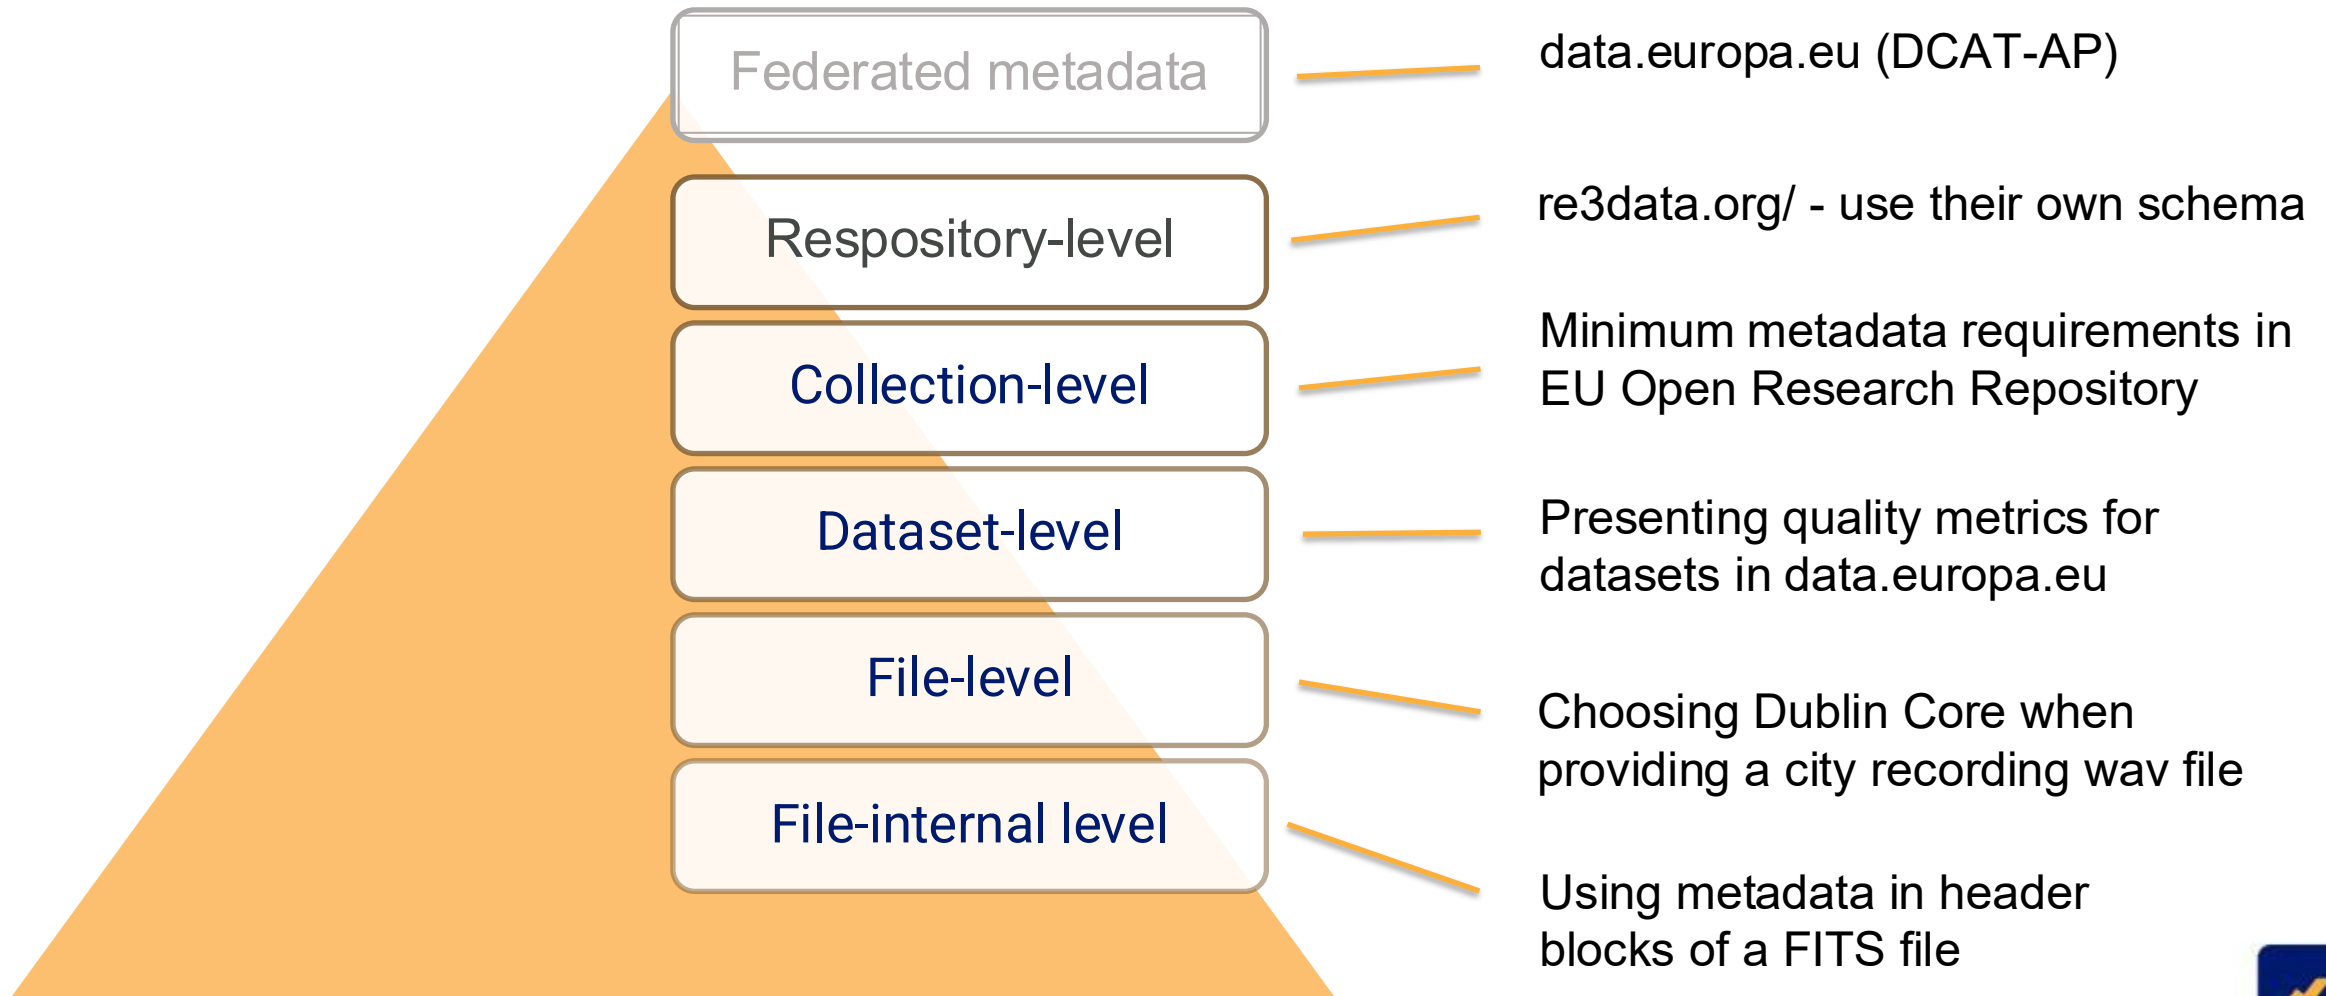 Federated metadata
data.europa.eu (DCAT-AP)
Respository-level
re3data.org/ - use their own schema
Collection-level
Minimum metadata requirements in
EU Open Research Repository
Dataset-level
Presenting quality metrics for
datasets in data.europa.eu
File-level
Choosing Dublin Core when
providing a city recording wav file
File-internal level
Using metadata in header
blocks of a FITS file